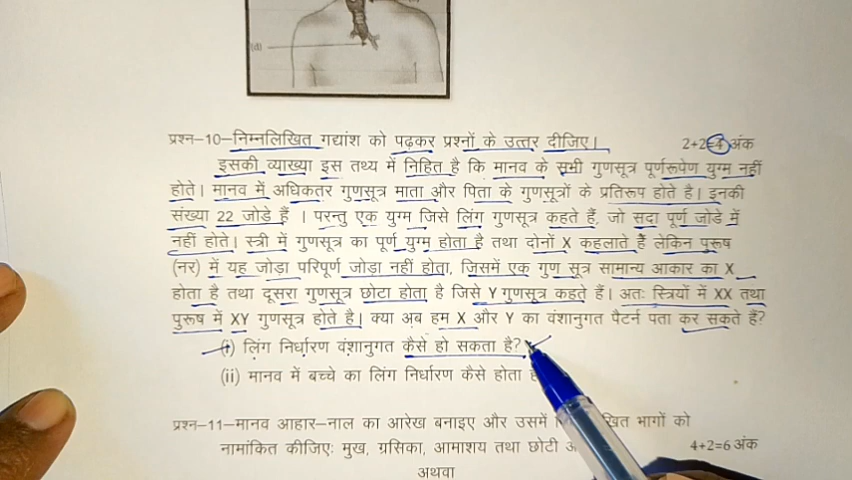 प्रश्न–10–निम्नलिखित गद्यांश को पढ़कर प्रश्नों के उत्तर दीजिए। 2+2=4 अंक
इसकी व्याख्या इस तथ्य में निहित है कि मानव के सभी गुणसूत्र पूर्णरूपेण युग्म नहीं
होते। मानव में अधिकतर गुणसूत्र माता और पिता के गुणसूत्रों के प्रतिरूप होते है। इनकी
संख्या 22 जोडे हैं । परन्तु एक युग्म जिसे लिंग गुणसूत्र कहते हैं, जो सदा पूर्ण जोडे में
नहीं होते। स्त्री में गुणसूत्र का पूर्ण युग्म होता है तथा दोनों X कहलाते हैं लेकिन पुरूष
(नर) में यह जोड़ा परिपूर्ण जोड़ा नहीं होता, जिसमें एक गुण सूत्र सामान्य आकार का X
होता है तथा दूसरा गुणसूत्र छोटा होता है जिसे Y गुणसूत्र कहते हैं। अतः स्त्रियों में XX तथा
पुरूष में XY गुणसूत्र होते है। क्या अब हम X और Y का वंशानुगत पैटर्न पता कर सकते हैं?
(i) लिंग निर्धारण वंशानुगत कैसे हो सकता है?
(ii) मानव में बच्चे का लिंग निर्धारण कैसे होता
प्रश्न–11–मानव आहार–नाल का आरेख बनाइए और उसमें भागों को
नामांकित कीजिएः मुख, ग्रसिका, आमाशय तथा छोटी 4+2=6 अंक
अथवा